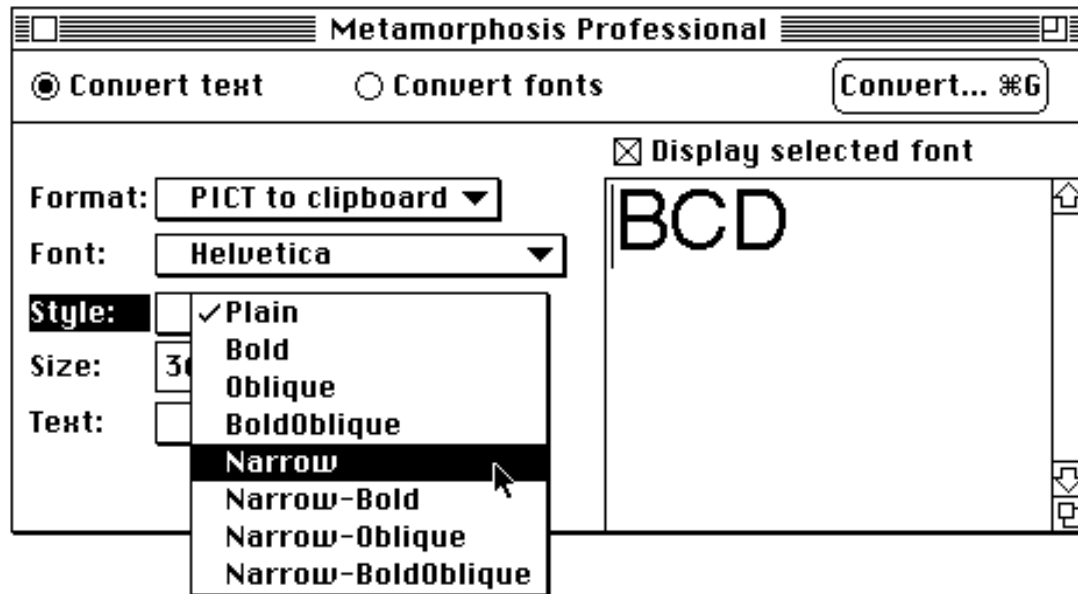 Metamorphosis Professional
Convert text
Convert fonts
Convert... ⌘G
Display selected font
Format: PICT to clipboard
Font: Helvetica
Style:
✓Plain
Bold
Oblique
BoldOblique
Narrow
Narrow-Bold
Narrow-Oblique
Narrow-BoldOblique
Size:
Text:
BCD